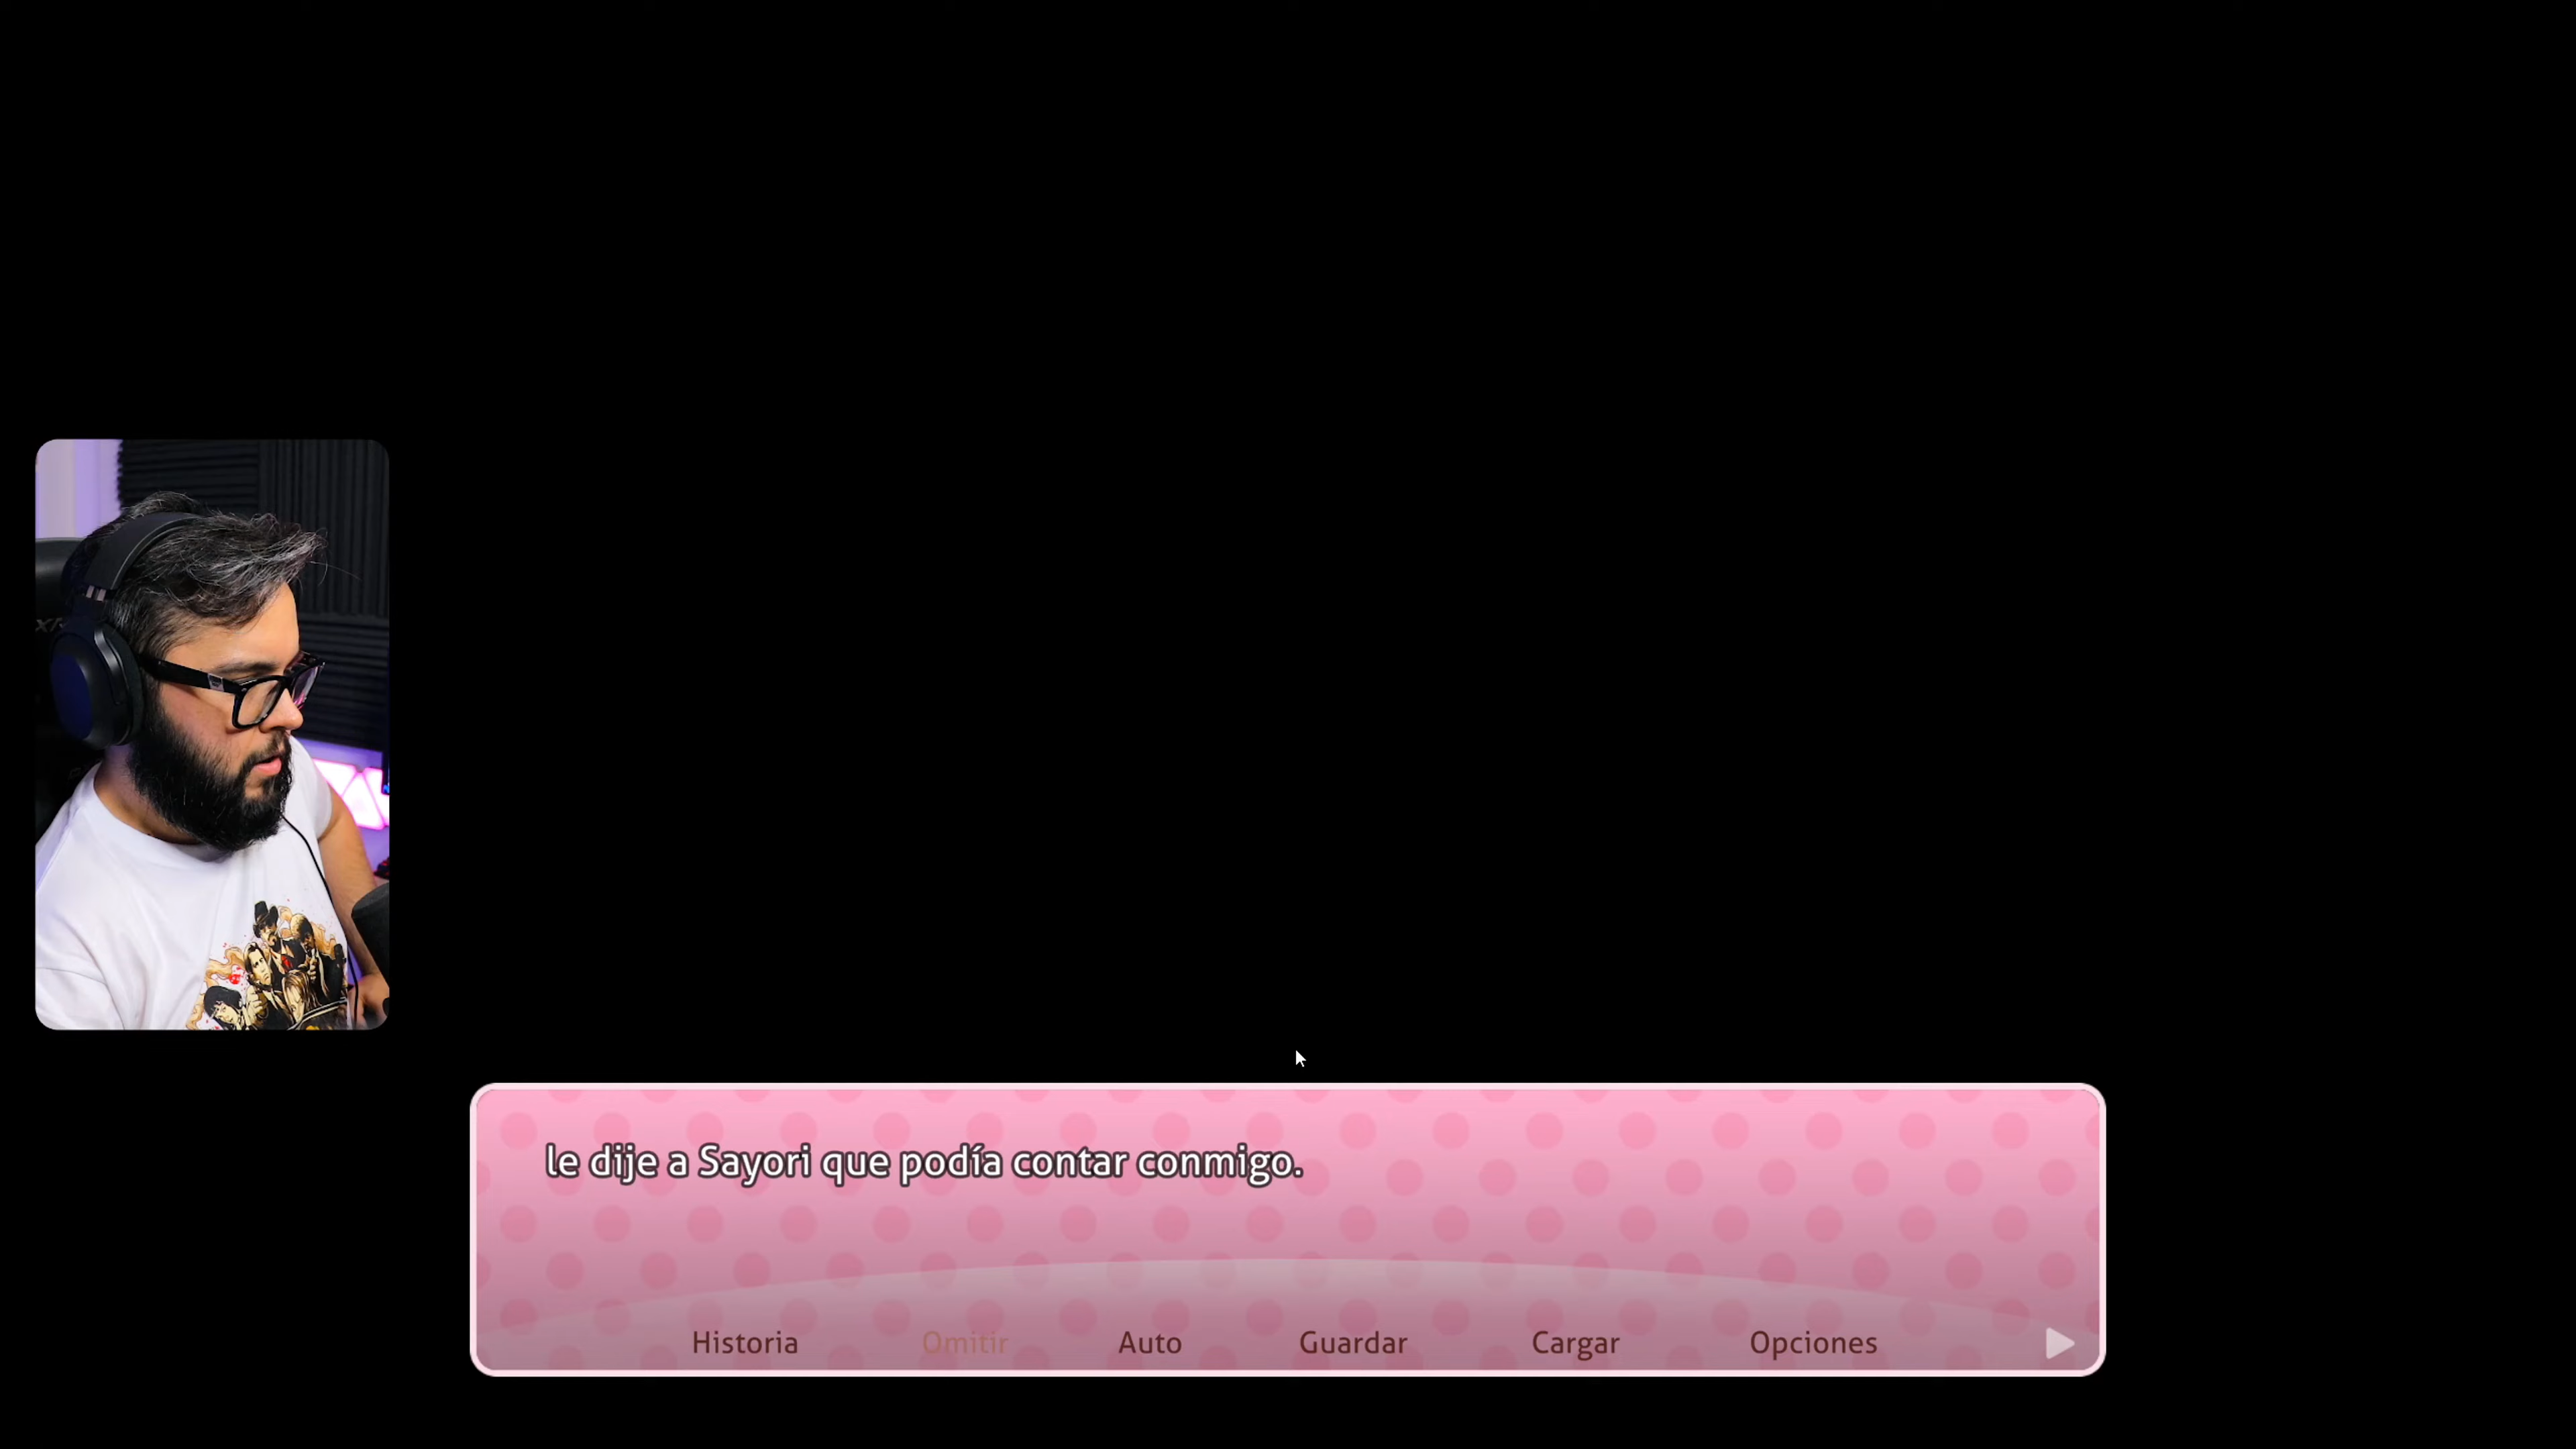 le dije a Sayori que podía contar conmigo.
Historia Omitir Auto Guardar Cargar Opciones